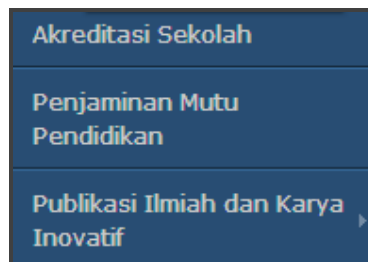 Akreditasi Sekolah
Penjaminan Mutu
Pendidikan
Publikasi Ilmiah dan Karya
Inovatif